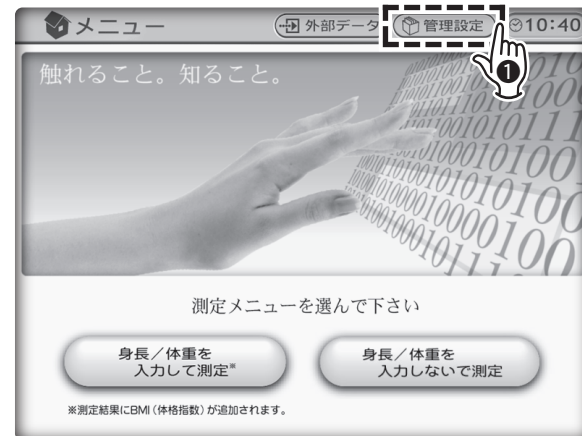 メニュー
外部データ
管理設定
10:40
1
触れること。知ること。
測定メニューを選んで下さい
身長／体重を
入力して測定※
身長／体重を
入力しないで測定
※測定結果にBMI（体格指数）が追加されます。